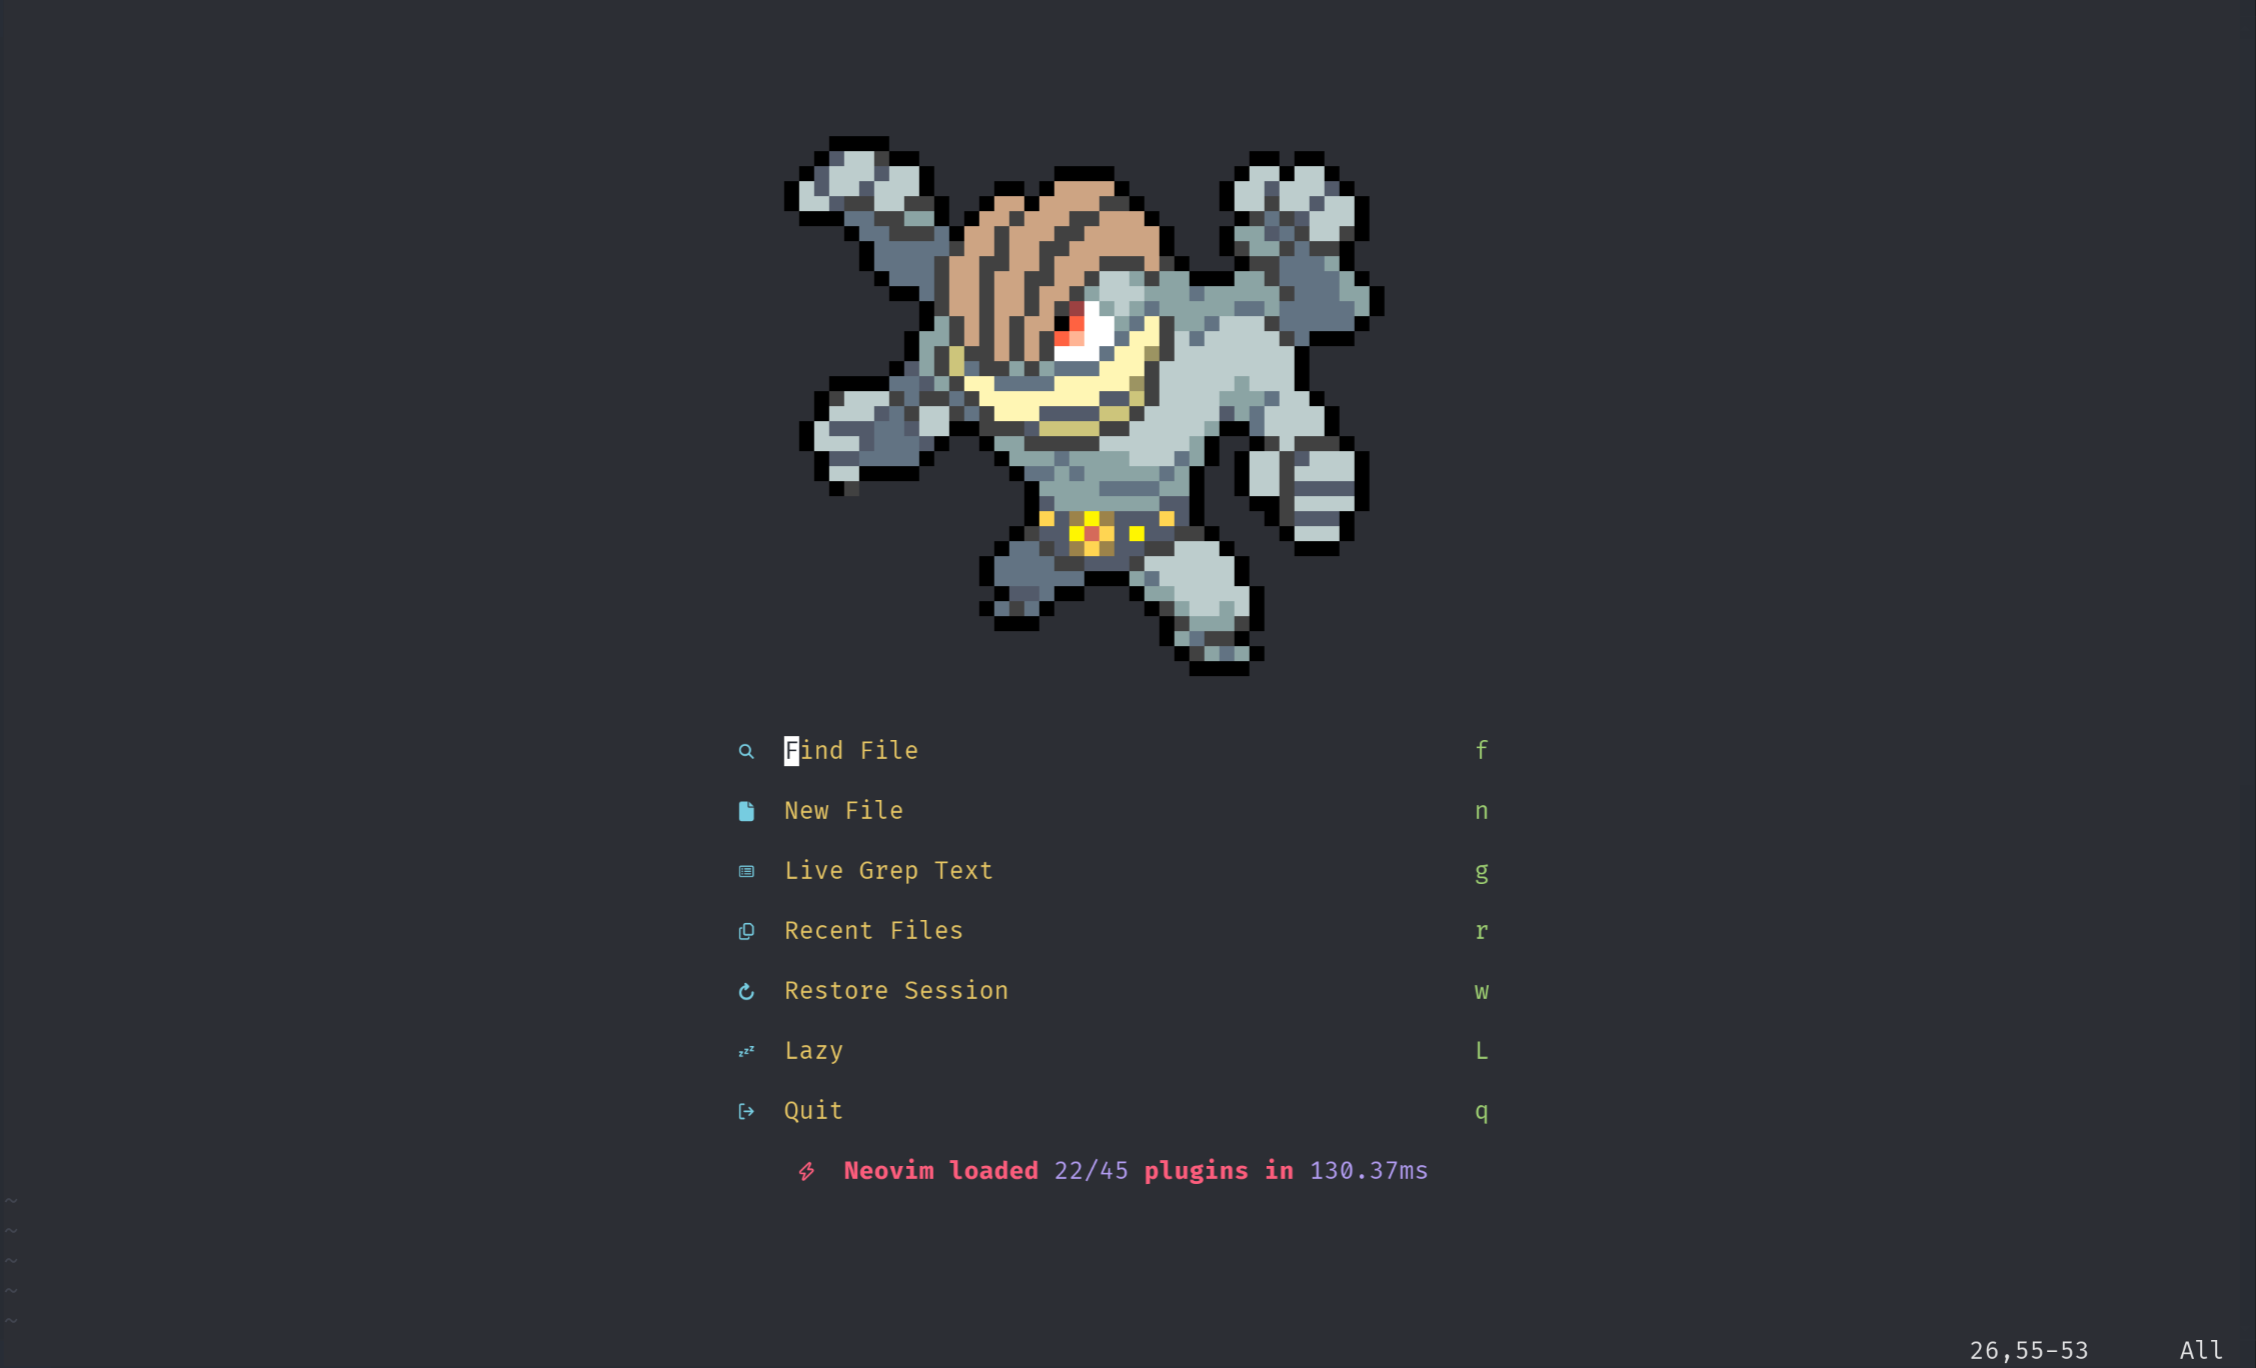 Find File f
New File n
Live Grep Text g
Recent Files r
Restore Session w
zzz Lazy L
Quit q
Neovim loaded 22/45 plugins in 130.37ms
~
~
~
~
~
26,55-53 All